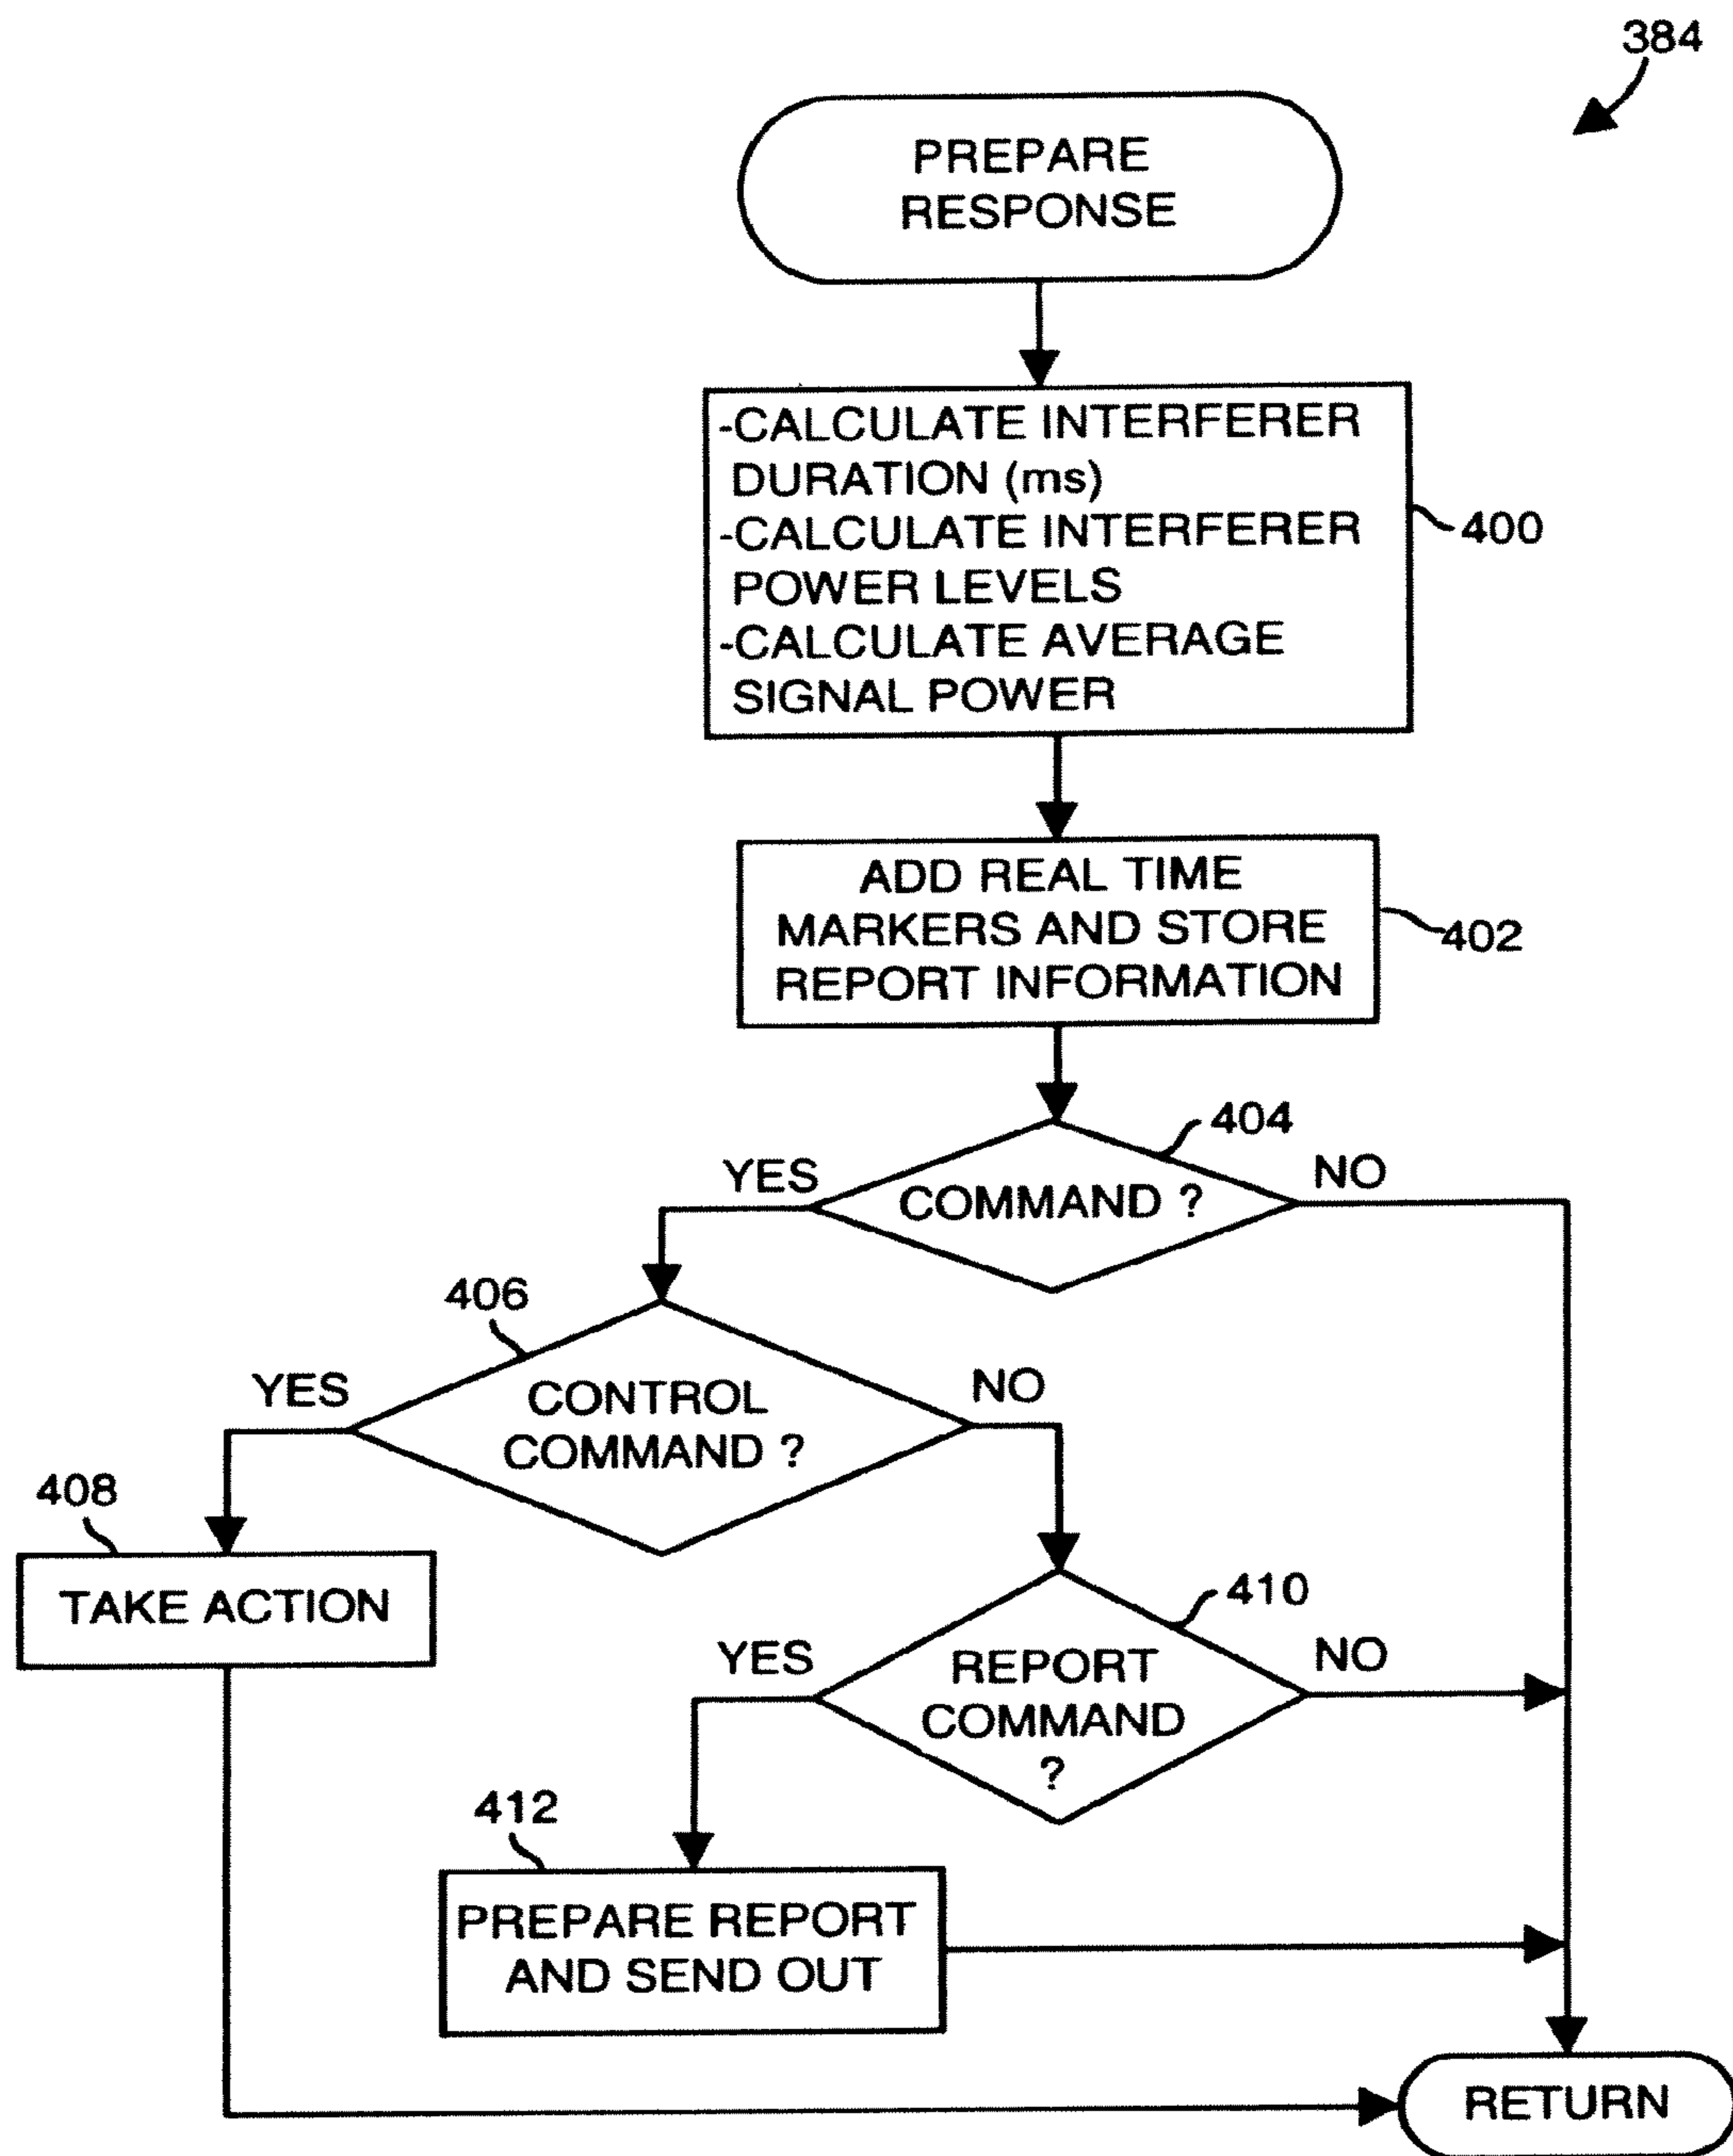 384
PREPARE
RESPONSE
-CALCULATE INTERFERER
DURATION (ms)
-CALCULATE INTERFERER
POWER LEVELS
-CALCULATE AVERAGE
SIGNAL POWER
400
ADD REAL TIME
MARKERS AND STORE
REPORT INFORMATION
402
404
YES
COMMAND ?
NO
406
YES
CONTROL
COMMAND ?
NO
408
TAKE ACTION
410
YES
REPORT
COMMAND
?
NO
412
PREPARE REPORT
AND SEND OUT
RETURN